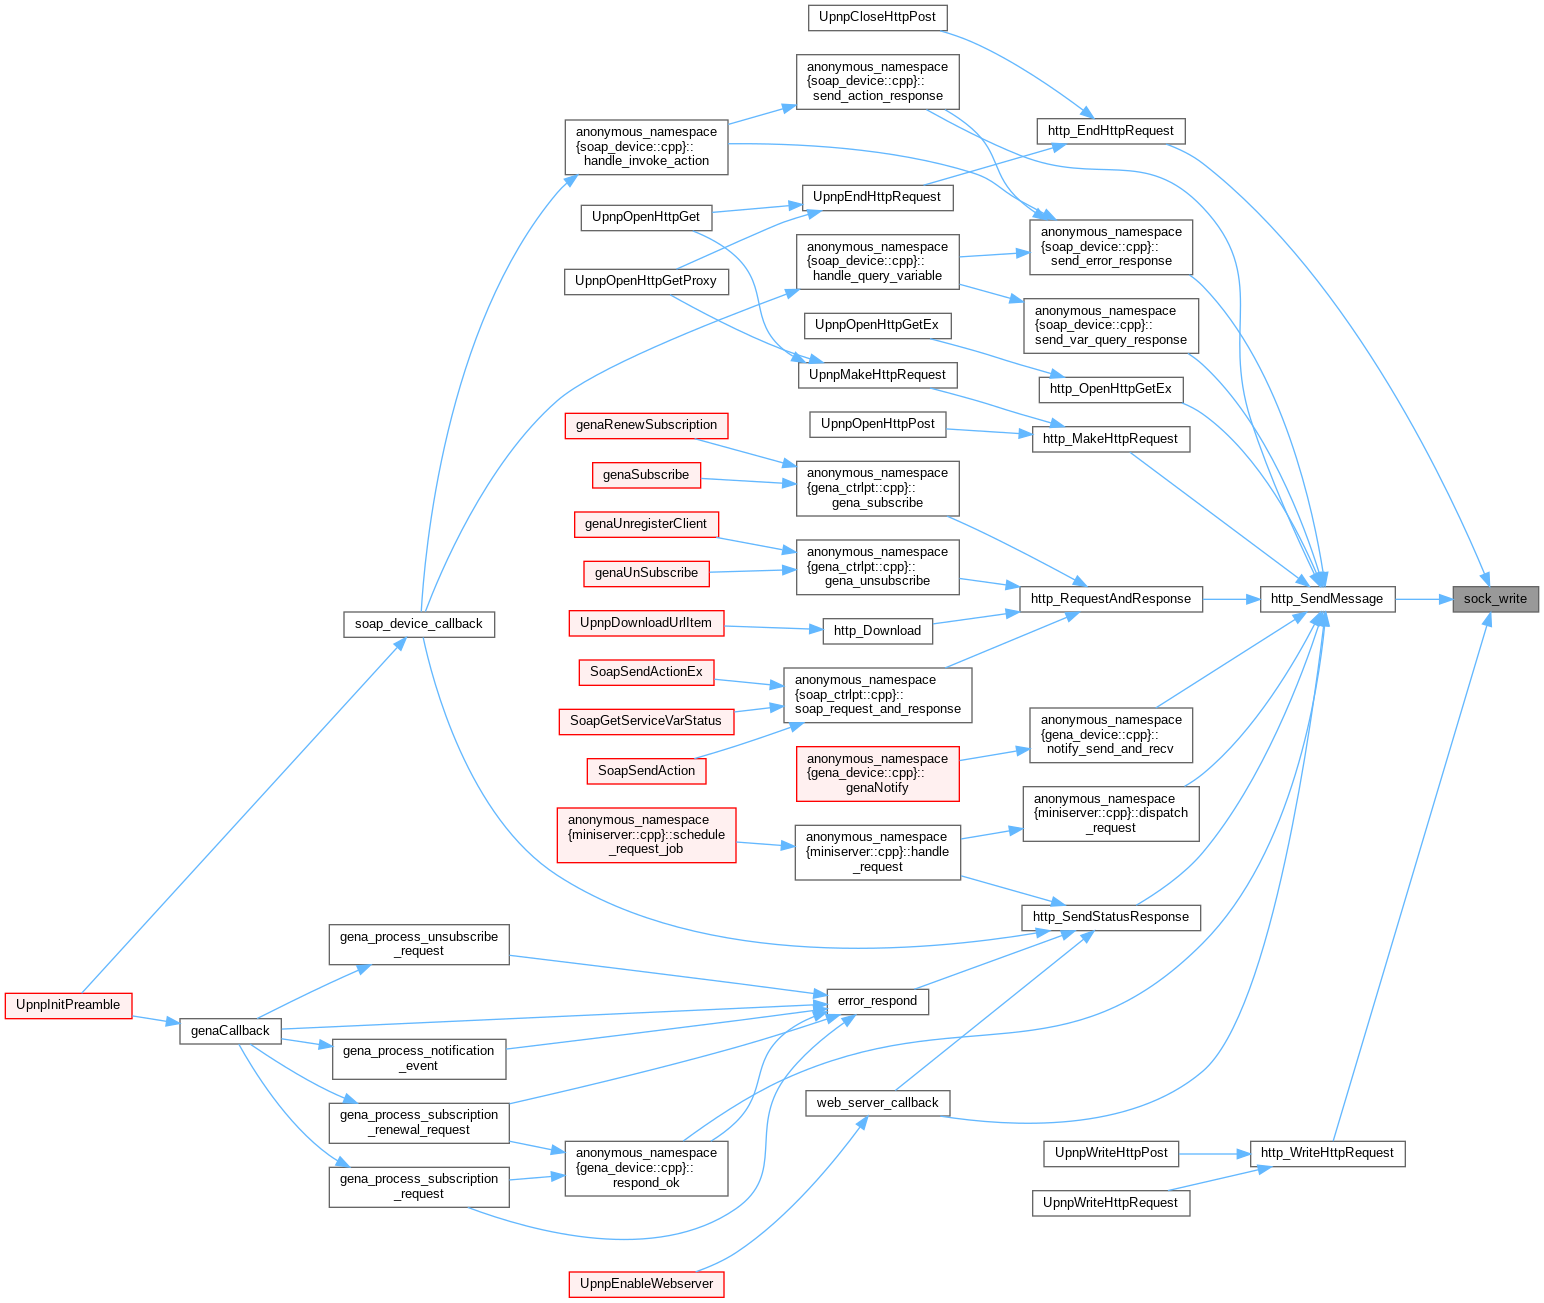 UpnpCloseHttpPost
anonymous_namespace
{soap_device::cpp}::
send_action_response
http_EndHttpRequest
anonymous_namespace
{soap_device::cpp}::
handle_invoke_action
UpnpEndHttpRequest
UpnpOpenHttpGet
anonymous_namespace
{soap_device::cpp}::
send_error_response
anonymous_namespace
{soap_device::cpp}::
handle_query_variable
UpnpOpenHttpGetProxy
anonymous_namespace
{soap_device::cpp}::
send_var_query_response
UpnpOpenHttpGetEx
UpnpMakeHttpRequest
http_OpenHttpGetEx
genaRenewSubscription
UpnpOpenHttpPost
http_MakeHttpRequest
genaSubscribe
anonymous_namespace
{gena_ctrlpt::cpp}::
gena_subscribe
genaUnregisterClient
genaUnSubscribe
anonymous_namespace
{gena_ctrlpt::cpp}::
gena_unsubscribe
http_RequestAndResponse
http_SendMessage
sock_write
soap_device_callback
UpnpDownloadUrlItem
http_Download
SoapSendActionEx
anonymous_namespace
{soap_ctrlpt::cpp}::
soap_request_and_response
SoapGetServiceVarStatus
SoapSendAction
anonymous_namespace
{gena_device::cpp}::
notify_send_and_recv
anonymous_namespace
{gena_device::cpp}::
genaNotify
anonymous_namespace
{miniserver::cpp}::dispatch
_request
anonymous_namespace
{miniserver::cpp}::schedule
_request_job
anonymous_namespace
{miniserver::cpp}::handle
_request
http_SendStatusResponse
gena_process_unsubscribe
_request
UpnpInitPreamble
error_respond
genaCallback
gena_process_notification
_event
gena_process_subscription
_renewal_request
web_server_callback
anonymous_namespace
{gena_device::cpp}::
respond_ok
UpnpWriteHttpPost
http_WriteHttpRequest
gena_process_subscription
_request
UpnpWriteHttpRequest
UpnpEnableWebserver